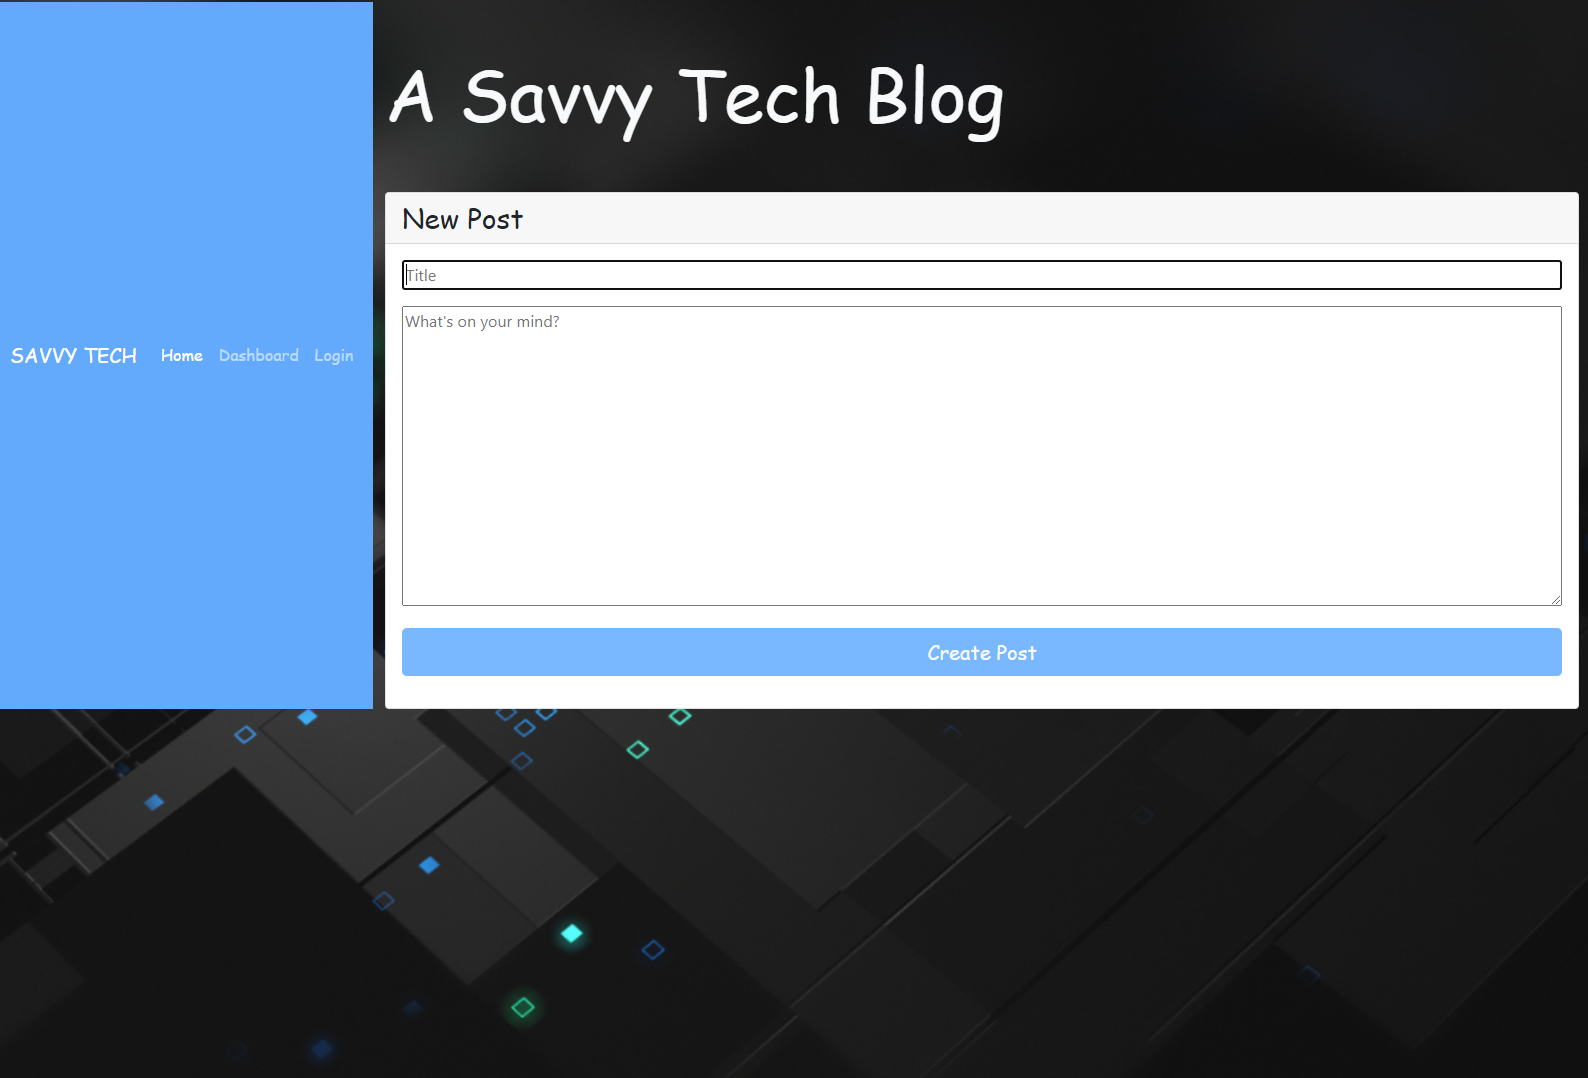 A Savvy Tech Blog
New Post
Title
What's on your mind?
SAVVY TECH Home Dashboard Login
Create Post